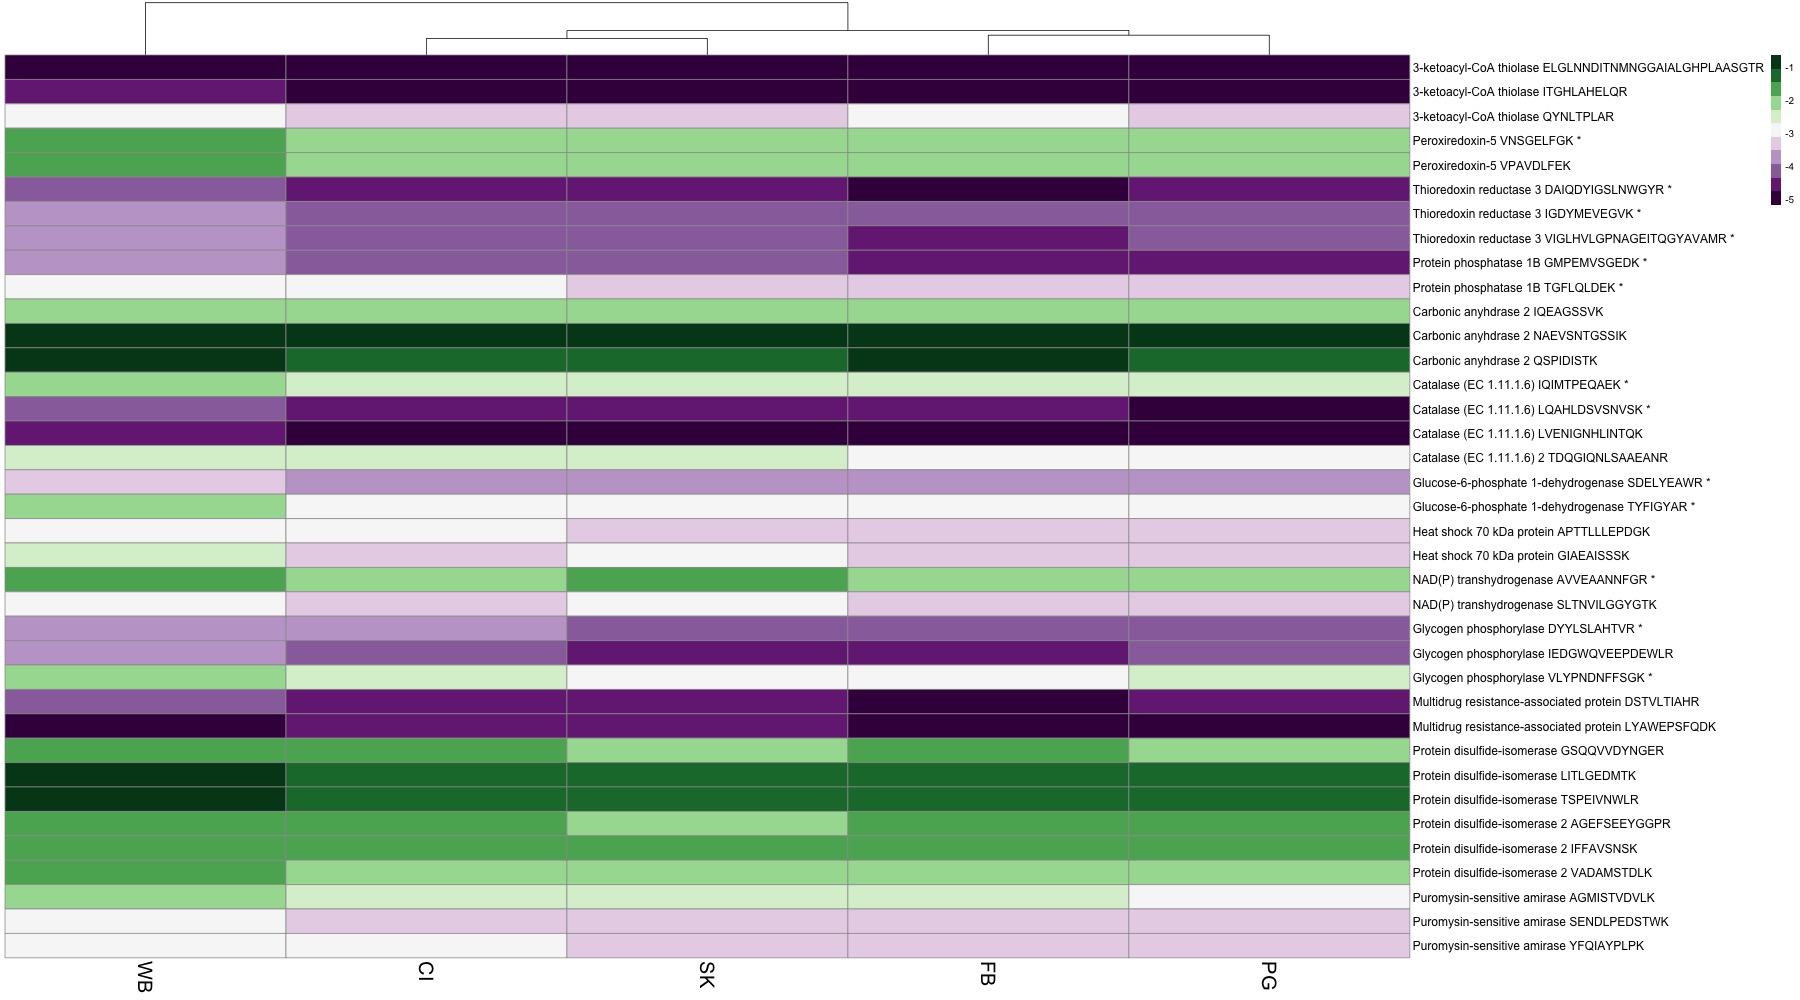 3-ketoacyl-CoA thiolase ELGLNNDITNMNGGAIALGHPLAASGTR
3-ketoacyl-CoA thiolase ITGHLAHELQR
3-ketoacyl-CoA thiolase QYNLTPLAR
Peroxiredoxin-5 VNSGELFGK *
Peroxiredoxin-5 VPAVDLFEK
Thioredoxin reductase 3 DAIQDYIGSLNWGYR *
Thioredoxin reductase 3 IGDYMEVEGVK *
Thioredoxin reductase 3 VIGLHVLGPNAGEITQGYAVAMR *
Protein phosphatase 1B GMPEMVSGEDK *
Protein phosphatase 1B TGFLQLDEK *
Carbonic anyhdrase 2 IQEAGSSVK
Carbonic anyhdrase 2 NAEVSNTGSSIK
Carbonic anyhdrase 2 QSPIDISTK
Catalase (EC 1.11.1.6) IQIMTPEQAEK *
Catalase (EC 1.11.1.6) LQAHLDSVSNVSK *
Catalase (EC 1.11.1.6) LVENIGNHLINTQK
Catalase (EC 1.11.1.6) 2 TDQGIQNLSAAEANR
Glucose-6-phosphate 1-dehydrogenase SDELYEAWR *
Glucose-6-phosphate 1-dehydrogenase TYFIGYAR *
Heat shock 70 kDa protein APTTLLLEPDGK
Heat shock 70 kDa protein GIAEAISSSK
NAD(P) transhydrogenase AVVEAANNFGR *
NAD(P) transhydrogenase SLTNVILGGYGTK
Glycogen phosphorylase DYYLSLAHTVR *
Glycogen phosphorylase IEDGWQVEEPDEWLR
Glycogen phosphorylase VLYPNDNFFSGK *
Multidrug resistance-associated protein DSTVLTIAHR
Multidrug resistance-associated protein LYAWEPSFQDK
Protein disulfide-isomerase GSQQVVDYNGER
Protein disulfide-isomerase LITLGEDMTK
Protein disulfide-isomerase TSPEIVNWLR
Protein disulfide-isomerase 2 AGEFSEEYGGPR
Protein disulfide-isomerase 2 IFFAVSNSK
Protein disulfide-isomerase 2 VADAMSTDLK
Puromysin-sensitive amirase AGMISTVDVLK
Puromysin-sensitive amirase SENDLPEDSTWK
Puromysin-sensitive amirase YFQIAYPLPK
-1
-2
-3
-4
-5
WB
CI
SK
FB
PG